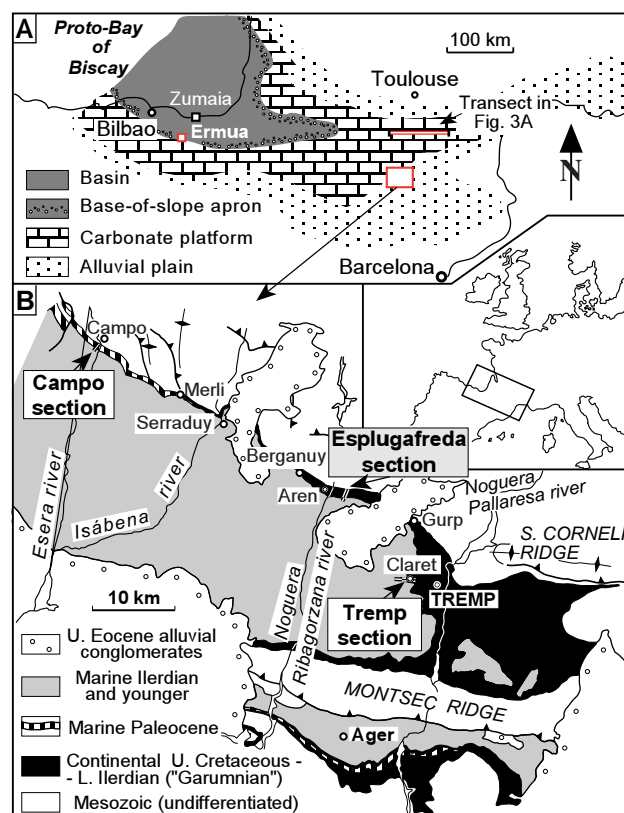 A
Proto-Bay
of
Biscay
100 km
Toulouse
Zumaia
Transect in
Fig. 3A
Bilbao
Ermua
N
Basin
Base-of-slope apron
Carbonate platform
Alluvial plain
Barcelona
B
Campo
Campo
section
Merli
Serraduy
Esplugafreda
section
Berganuy
Aren
Noguera
Pallaresa river
Esera river
Isábena river
Gurp
S. CORNELL
RIDGE
Claret
TREMP
10 km
Noguera
Ribagorzana river
Tremp
section
U. Eocene alluvial
conglomerates
Marine Ilerdian
and younger
MONTSEC RIDGE
Marine Paleocene
Ager
Continental U. Cretaceous -
- L. Ilerdian ("Garumnian")
Mesozoic (undifferentiated)